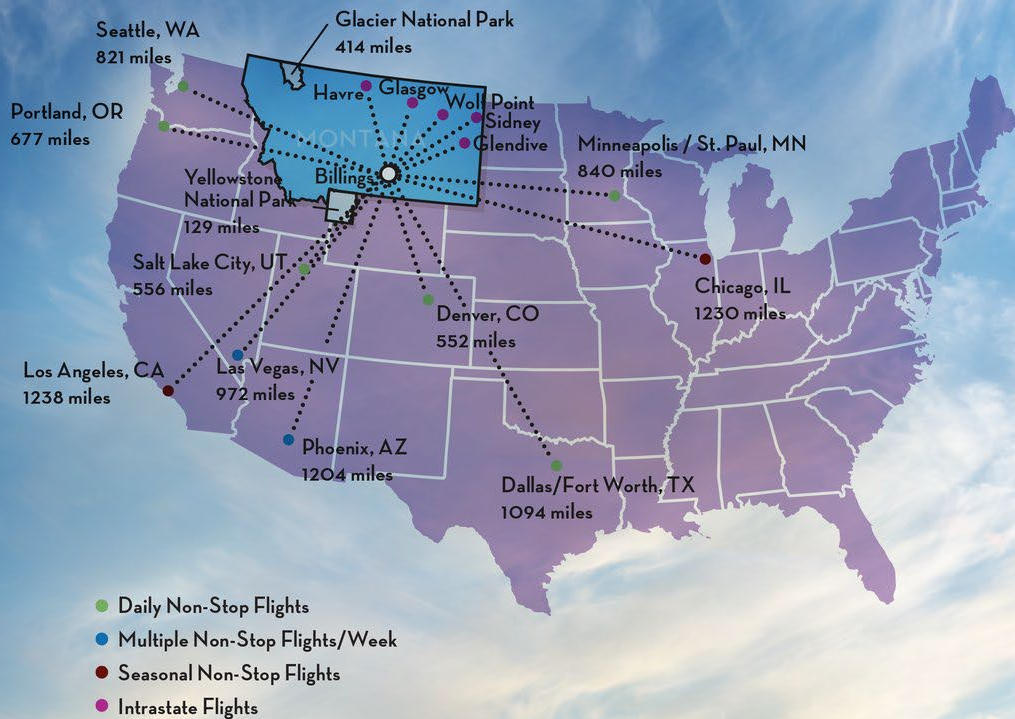 Glacier National Park
414 miles
Seattle, WA
821 miles
Havre
Glasgow
Wolf Point
Sidney
Glendive
Portland, OR
677 miles
MONTANA
Minneapolis / St. Paul, MN
840 miles
Billings
Yellowstone
National Park
129 miles
Salt Lake City, UT
556 miles
Chicago, IL
1230 miles
Denver, CO
552 miles
Los Angeles, CA
1238 miles
Las Vegas, NV
972 miles
Phoenix, AZ
1204 miles
Dallas/Fort Worth, TX
1094 miles
Daily Non-Stop Flights
Multiple Non-Stop Flights/Week
Seasonal Non-Stop Flights
Intrastate Flights